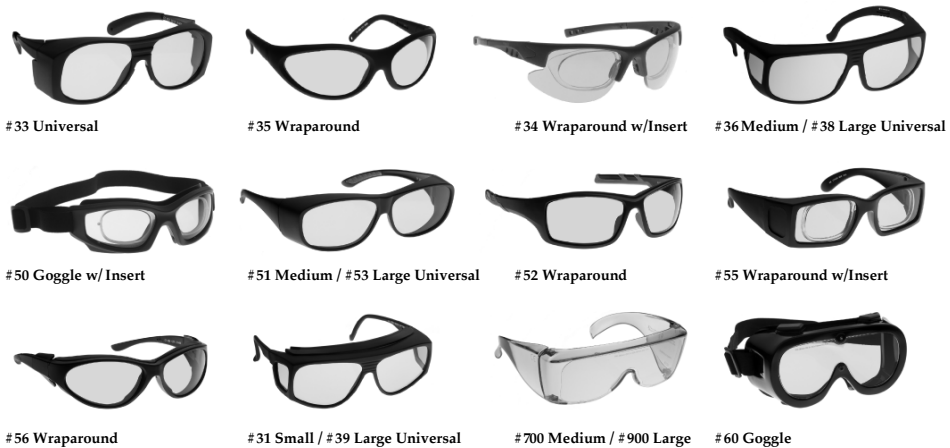 #33 Universal
#35 Wraparound
#34 Wraparound w/Insert
#36 Medium / #38 Large Universal
#50 Goggle w/ Insert
#51 Medium / #53 Large Universal
#52 Wraparound
#55 Wraparound w/Insert
#56 Wraparound
#31 Small / #39 Large Universal
#700 Medium / #900 Large
#60 Goggle